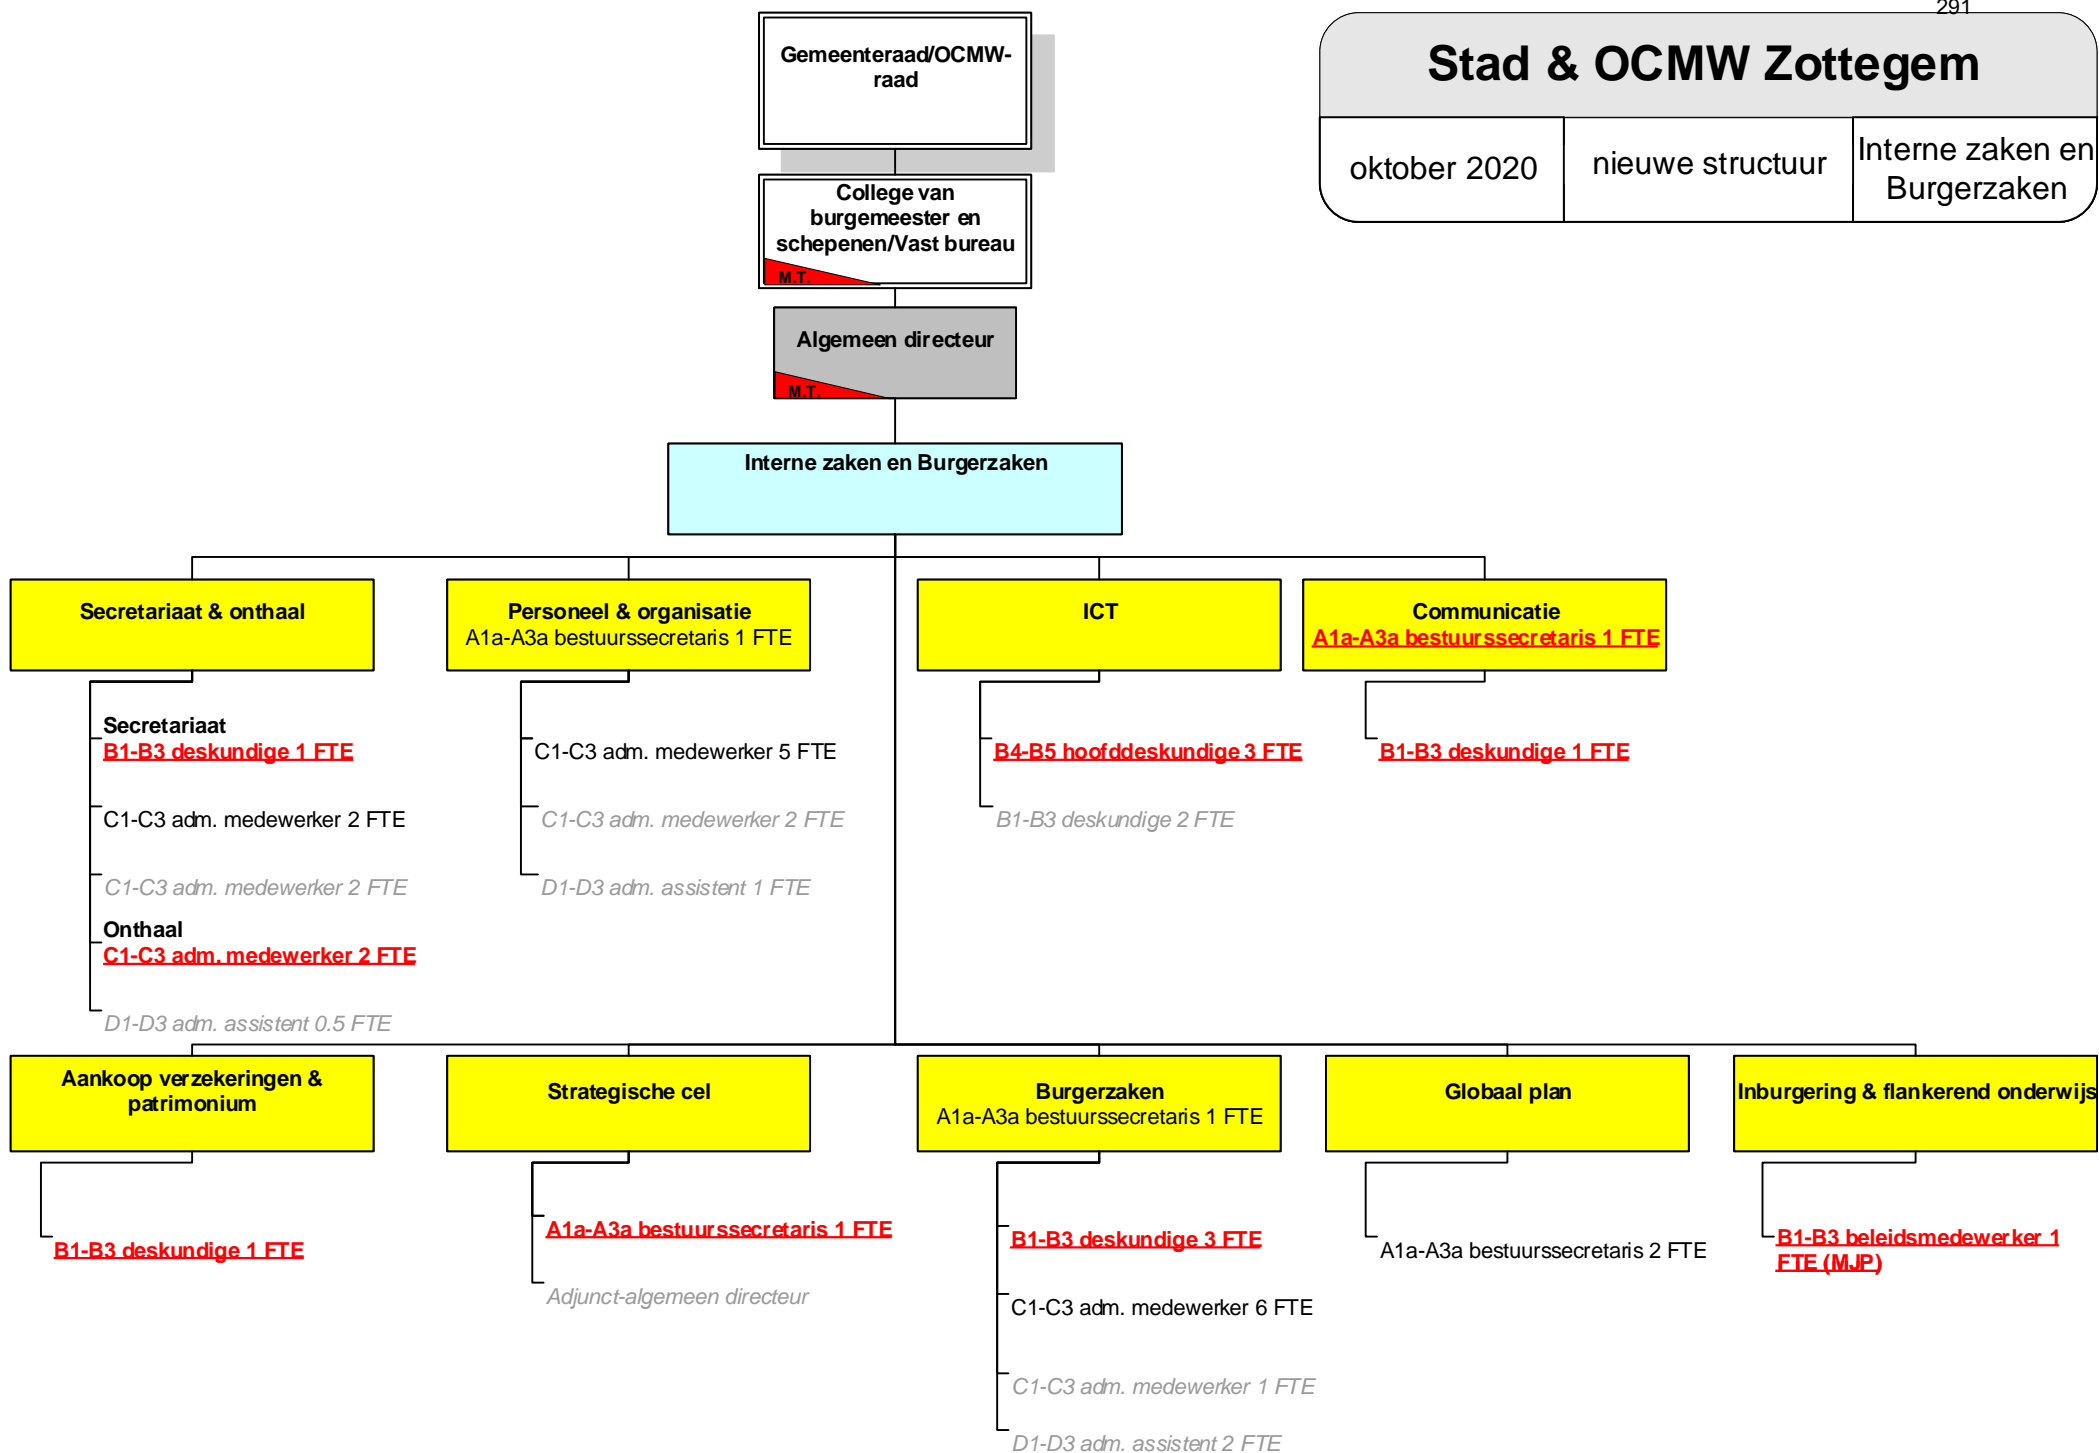 291
Stad & OCMW Zottegem
oktober 2020
nieuwe structuur
Interne zaken en
Burgerzaken
Gemeenteraad/OCMW-
raad
College van
burgemeester en
schepenen/Vast bureau
M.T.
Algemeen directeur
M.T.
Interne zaken en Burgerzaken
Secretariaat & onthaal
Personeel & organisatie
A1a-A3a bestuurssecretaris 1 FTE
ICT
Communicatie
A1a-A3a bestuurssecretaris 1 FTE
Secretariaat
B1-B3 deskundige 1 FTE
C1-C3 adm. medewerker 2 FTE
C1-C3 adm. medewerker 2 FTE
Onthaal
C1-C3 adm. medewerker 2 FTE
D1-D3 adm. assistent 0.5 FTE
C1-C3 adm. medewerker 5 FTE
C1-C3 adm. medewerker 2 FTE
D1-D3 adm. assistent 1 FTE
B4-B5 hoofddeskundige 3 FTE
B1-B3 deskundige 2 FTE
B1-B3 deskundige 1 FTE
Aankoop verzekeringen &
patrimonium
Strategische cel
Burgerzaken
A1a-A3a bestuurssecretaris 1 FTE
Globaal plan
Inburgering & flankerend onderwijs
B1-B3 deskundige 1 FTE
A1a-A3a bestuurssecretaris 1 FTE
Adjunct-algemeen directeur
B1-B3 deskundige 3 FTE
C1-C3 adm. medewerker 6 FTE
C1-C3 adm. medewerker 1 FTE
D1-D3 adm. assistent 2 FTE
A1a-A3a bestuurssecretaris 2 FTE
B1-B3 beleidsmedewerker 1
FTE (MJP)